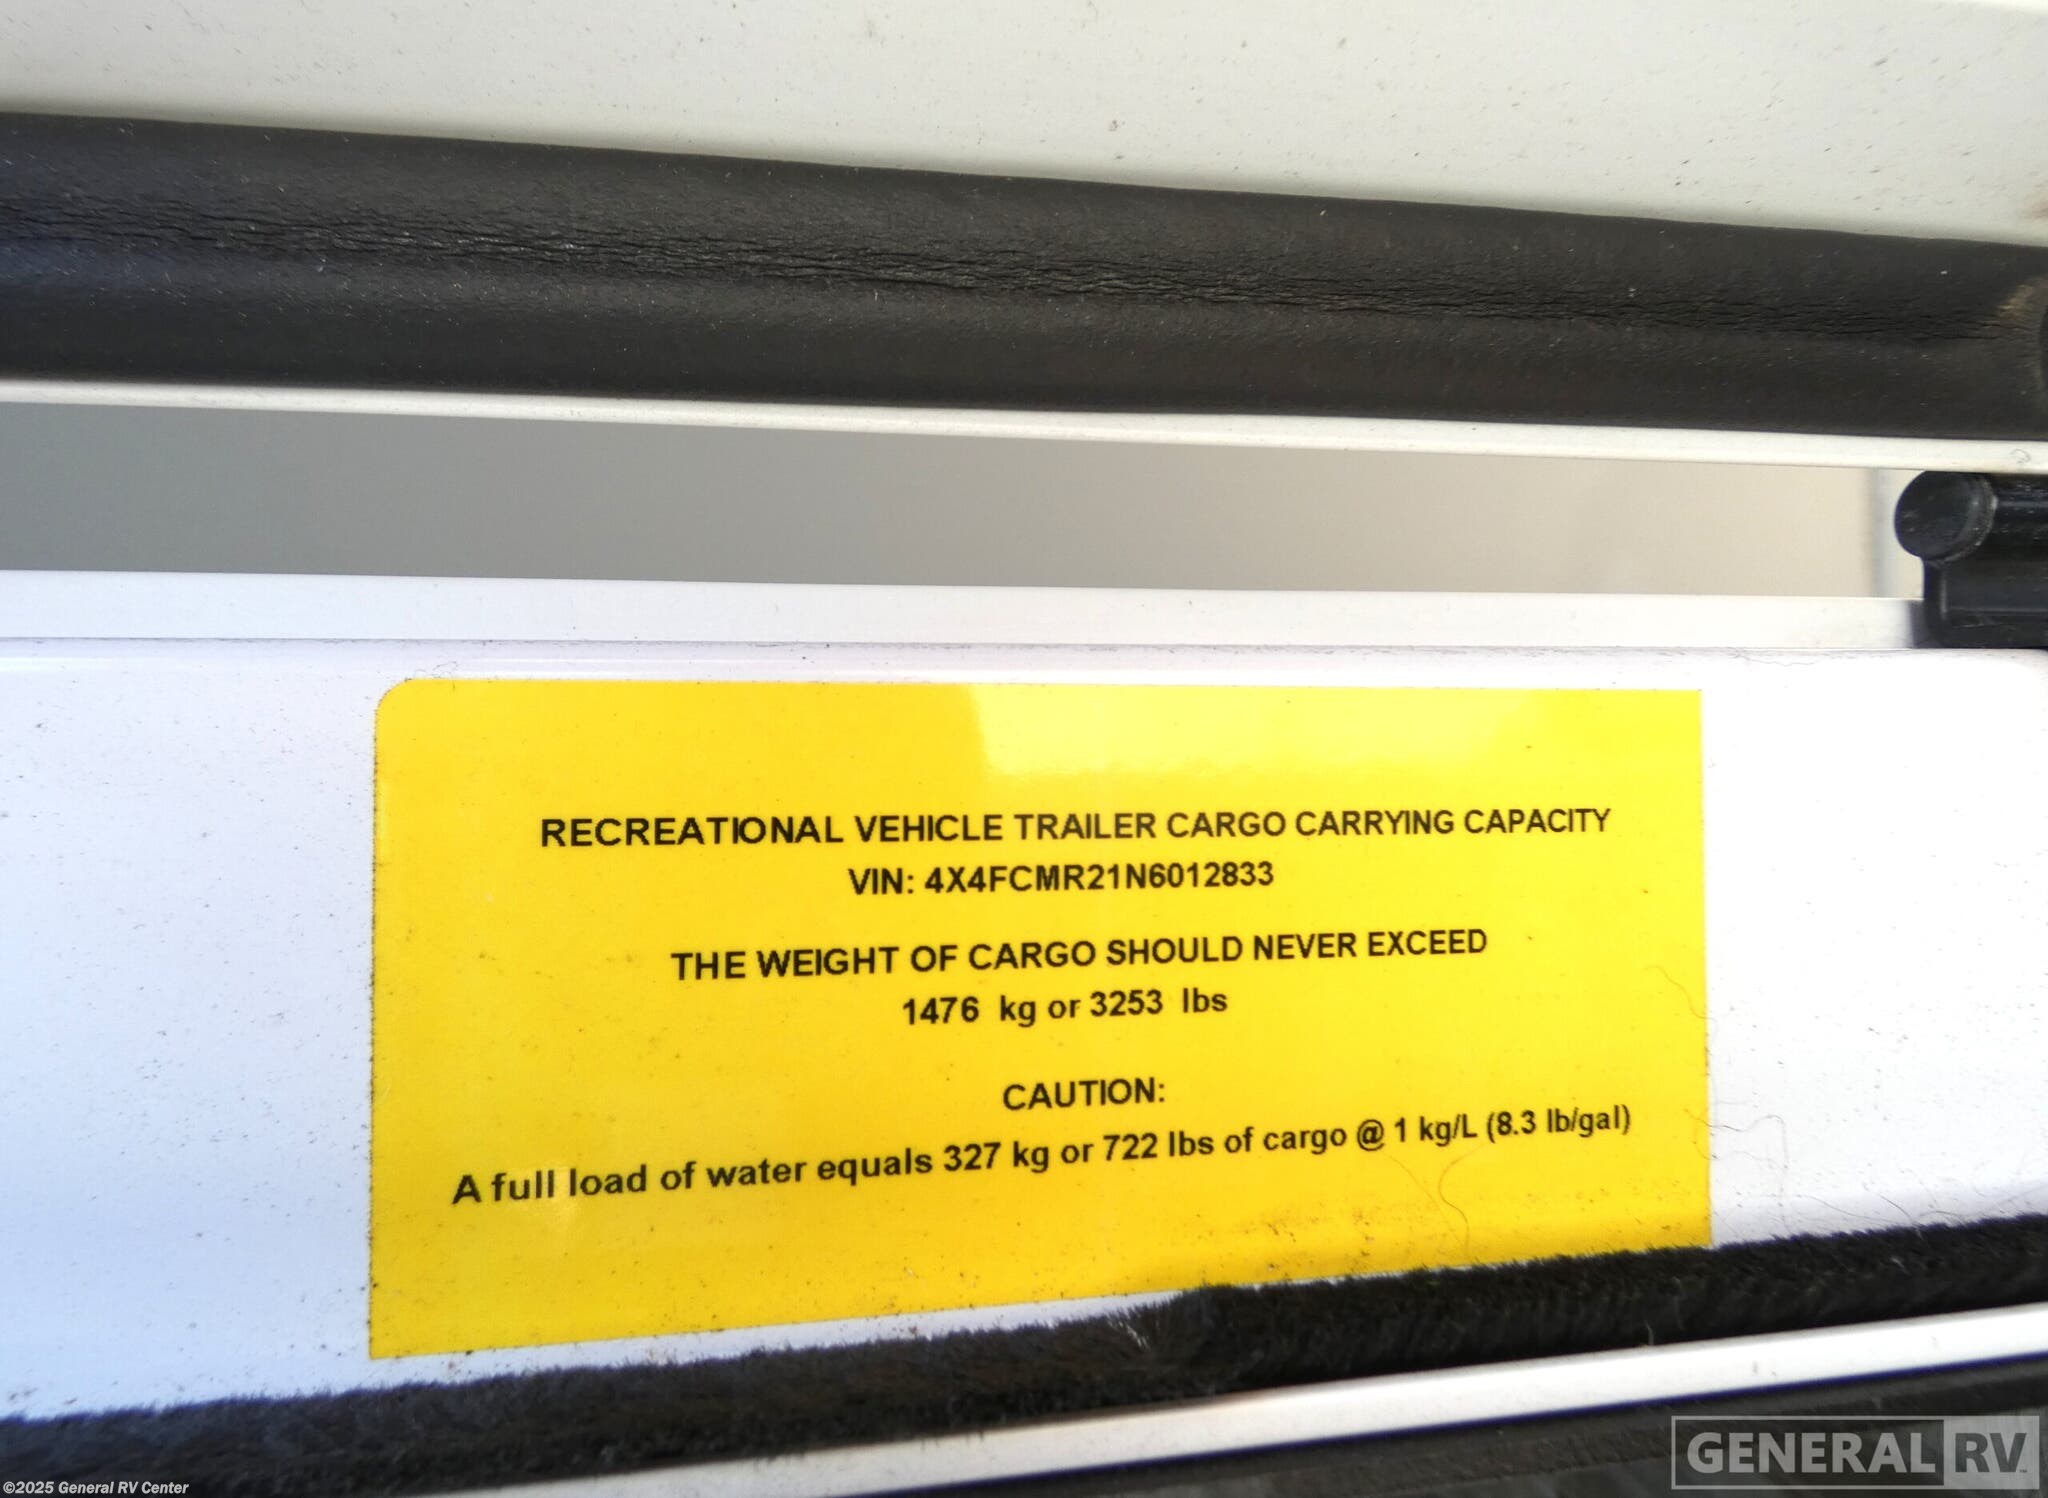 RECREATIONAL VEHICLE TRAILER CARGO CARRYING CAPACITY
VIN: 4X4FCMR21N6012833
THE WEIGHT OF CARGO SHOULD NEVER EXCEED
1476 kg or 3253 lbs
CAUTION:
A full load of water equals 327 kg or 722 lbs of cargo @ 1 kg/L (8.3 lb/gal)
GENERAL RV
©2025 General RV Center